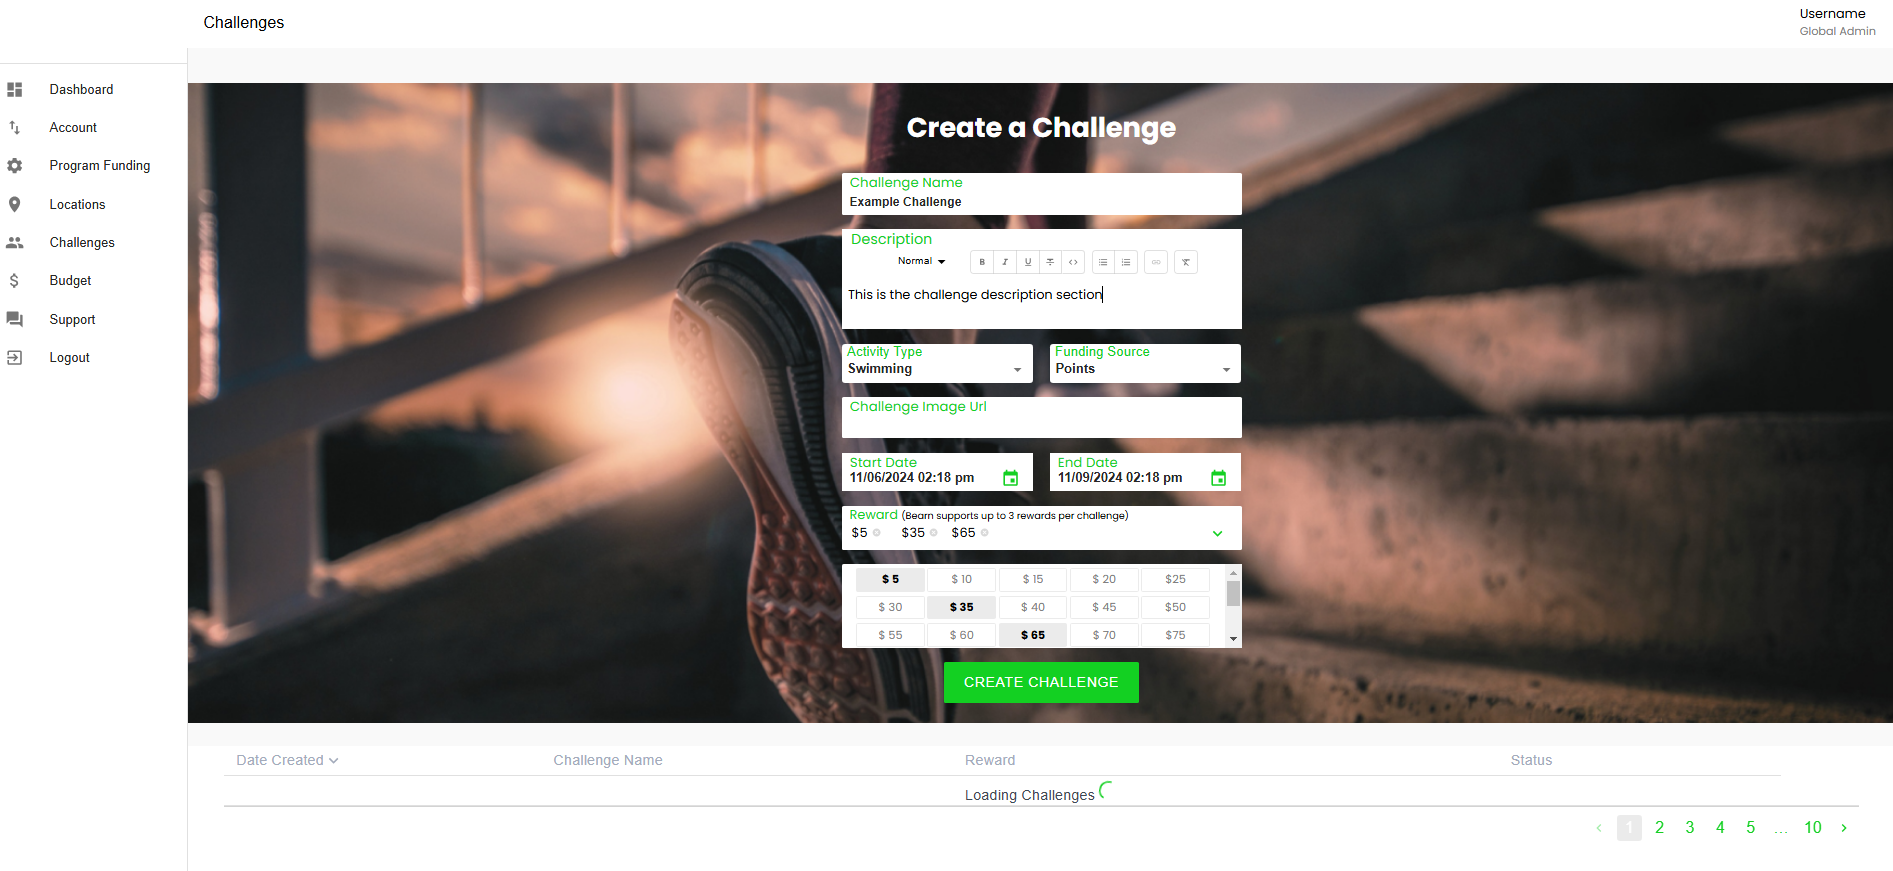 Challenges
Username
Global Admin
Dashboard
Account
Program Funding
Locations
Challenges
Budget
Support
Logout
Create a Challenge
Challenge Name
Example Challenge
Description
Normal
B I U T <>
This is the challenge description section
Activity Type
Swimming
Funding Source
Points
Challenge Image Url
Start Date
11/06/2024 02:18 pm
End Date
11/09/2024 02:18 pm
Reward (Bearn supports up to 3 rewards per challenge)
$5 $35 $65
$ 5 $ 10 $ 15 $ 20 $25
$ 30 $ 35 $ 40 $ 45 $50
$ 55 $ 60 $ 65 $ 70 $75
CREATE CHALLENGE
Date Created Challenge Name Reward Status
Loading Challenges
‹ 1 2 3 4 5 ... 10 ›